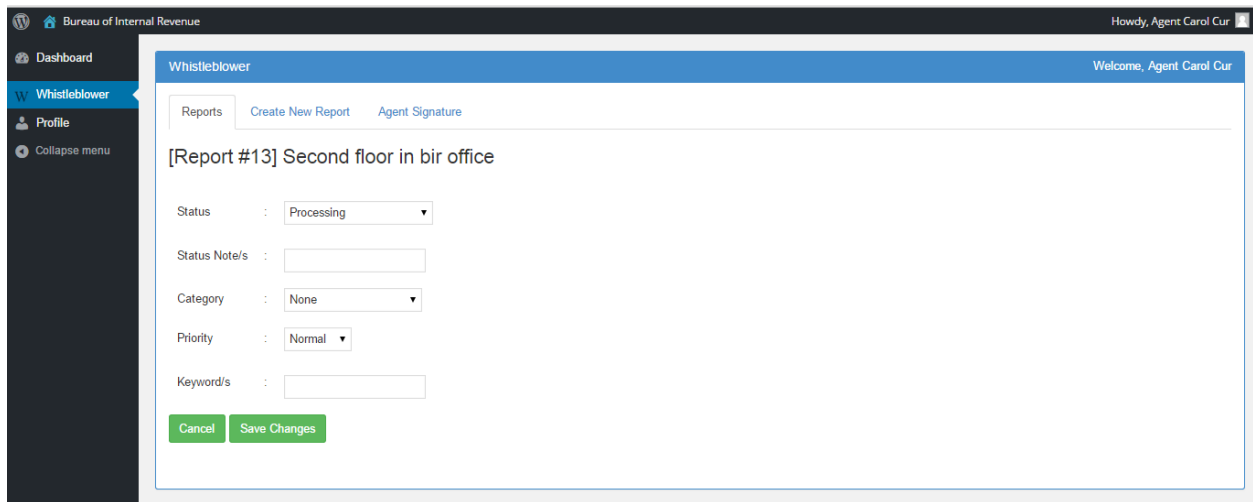 Bureau of Internal Revenue Howdy, Agent Carol Cur
Dashboard
Whistleblower
Profile
Collapse menu
Whistleblower Welcome, Agent Carol Cur
Reports Create New Report Agent Signature
[Report #13] Second floor in bir office
Status : Processing
Status Note/s :
Category : None
Priority : Normal
Keyword/s :
Cancel Save Changes